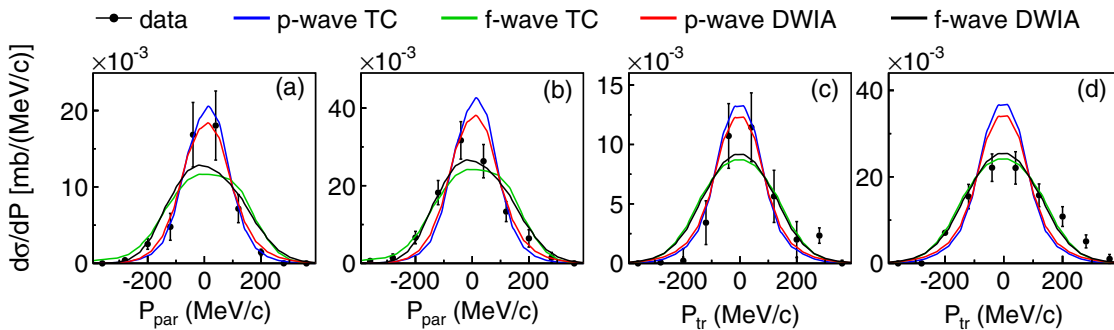 data p-wave TC f-wave TC p-wave DWIA f-wave DWIA
×10⁻³ ×10⁻³ ×10⁻³ ×10⁻³
(a) (b) (c) (d)
dσ/dP [mb/(MeV/c)]
20
10
0
40
20
0
15
10
5
0
40
20
0
-200 0 200 -200 0 200 -200 0 200 -200 0 200
P_par (MeV/c) P_par (MeV/c) P_tr (MeV/c) P_tr (MeV/c)